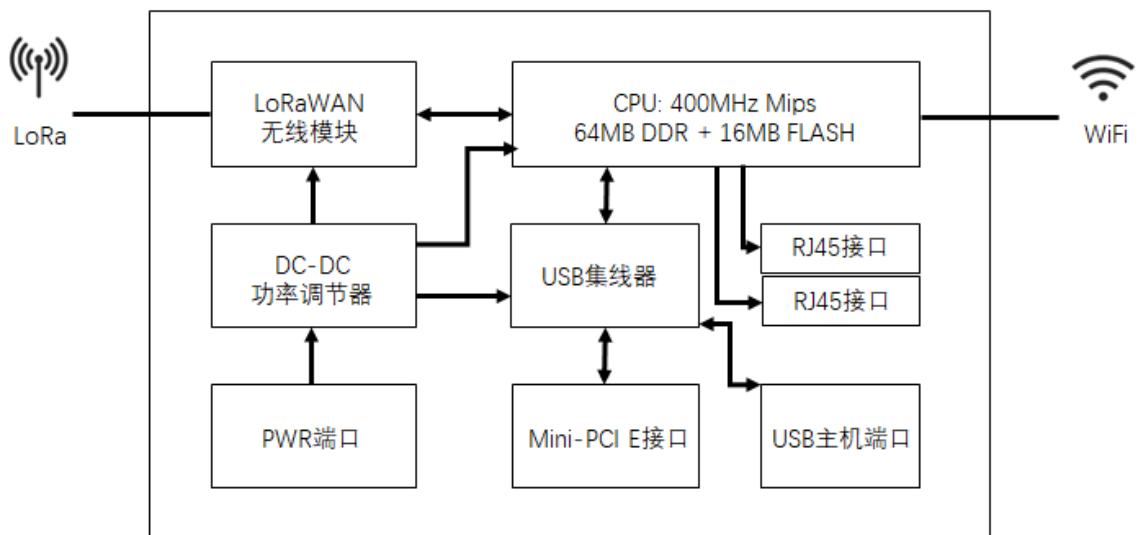 LoRa
LoRaWAN
无线模块
CPU: 400MHz Mips
64MB DDR + 16MB FLASH
WiFi
DC-DC
功率调节器
USB集线器
RJ45接口
RJ45接口
PWR端口
Mini-PCI E接口
USB主机端口